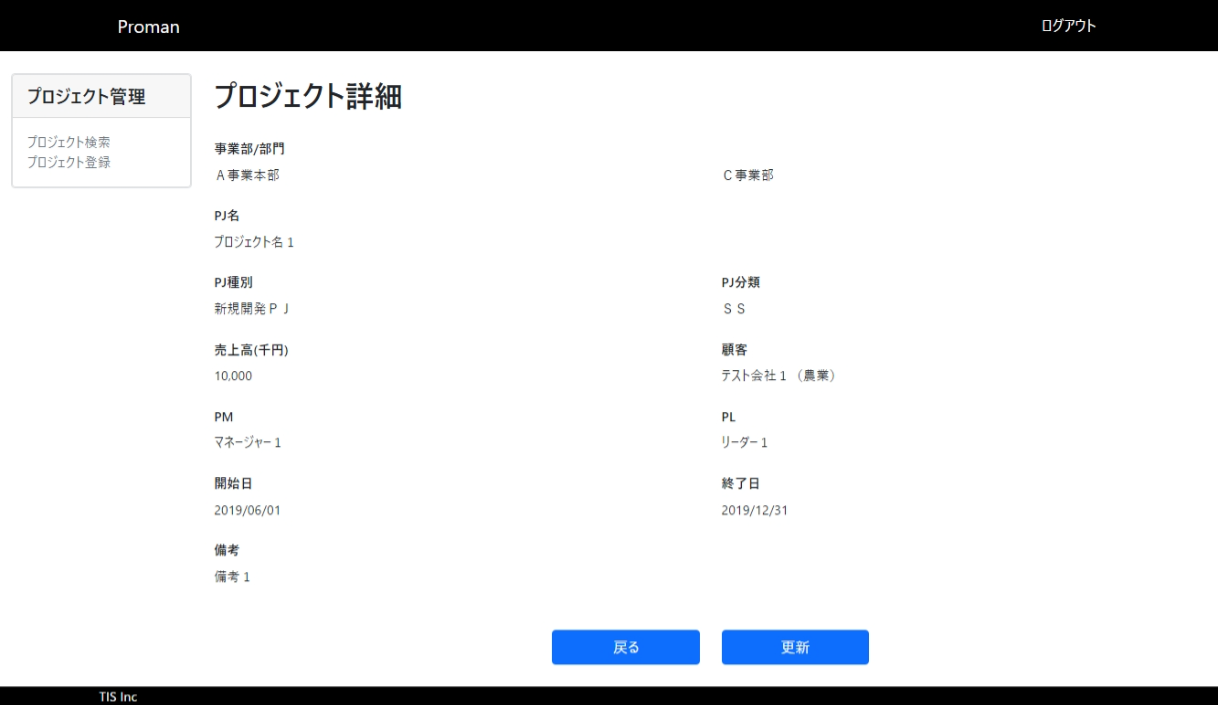 Proman
ログアウト
プロジェクト管理
プロジェクト検索
プロジェクト登録
プロジェクト詳細
事業部/部門
A事業本部 C事業部
PJ名
プロジェクト名1
PJ種別 PJ分類
新規開発PJ SS
売上高(千円) 顧客
10,000 テスト会社1（農業）
PM PL
マネージャー1 リーダー1
開始日 終了日
2019/06/01 2019/12/31
備考
備考1
戻る 更新
TIS Inc